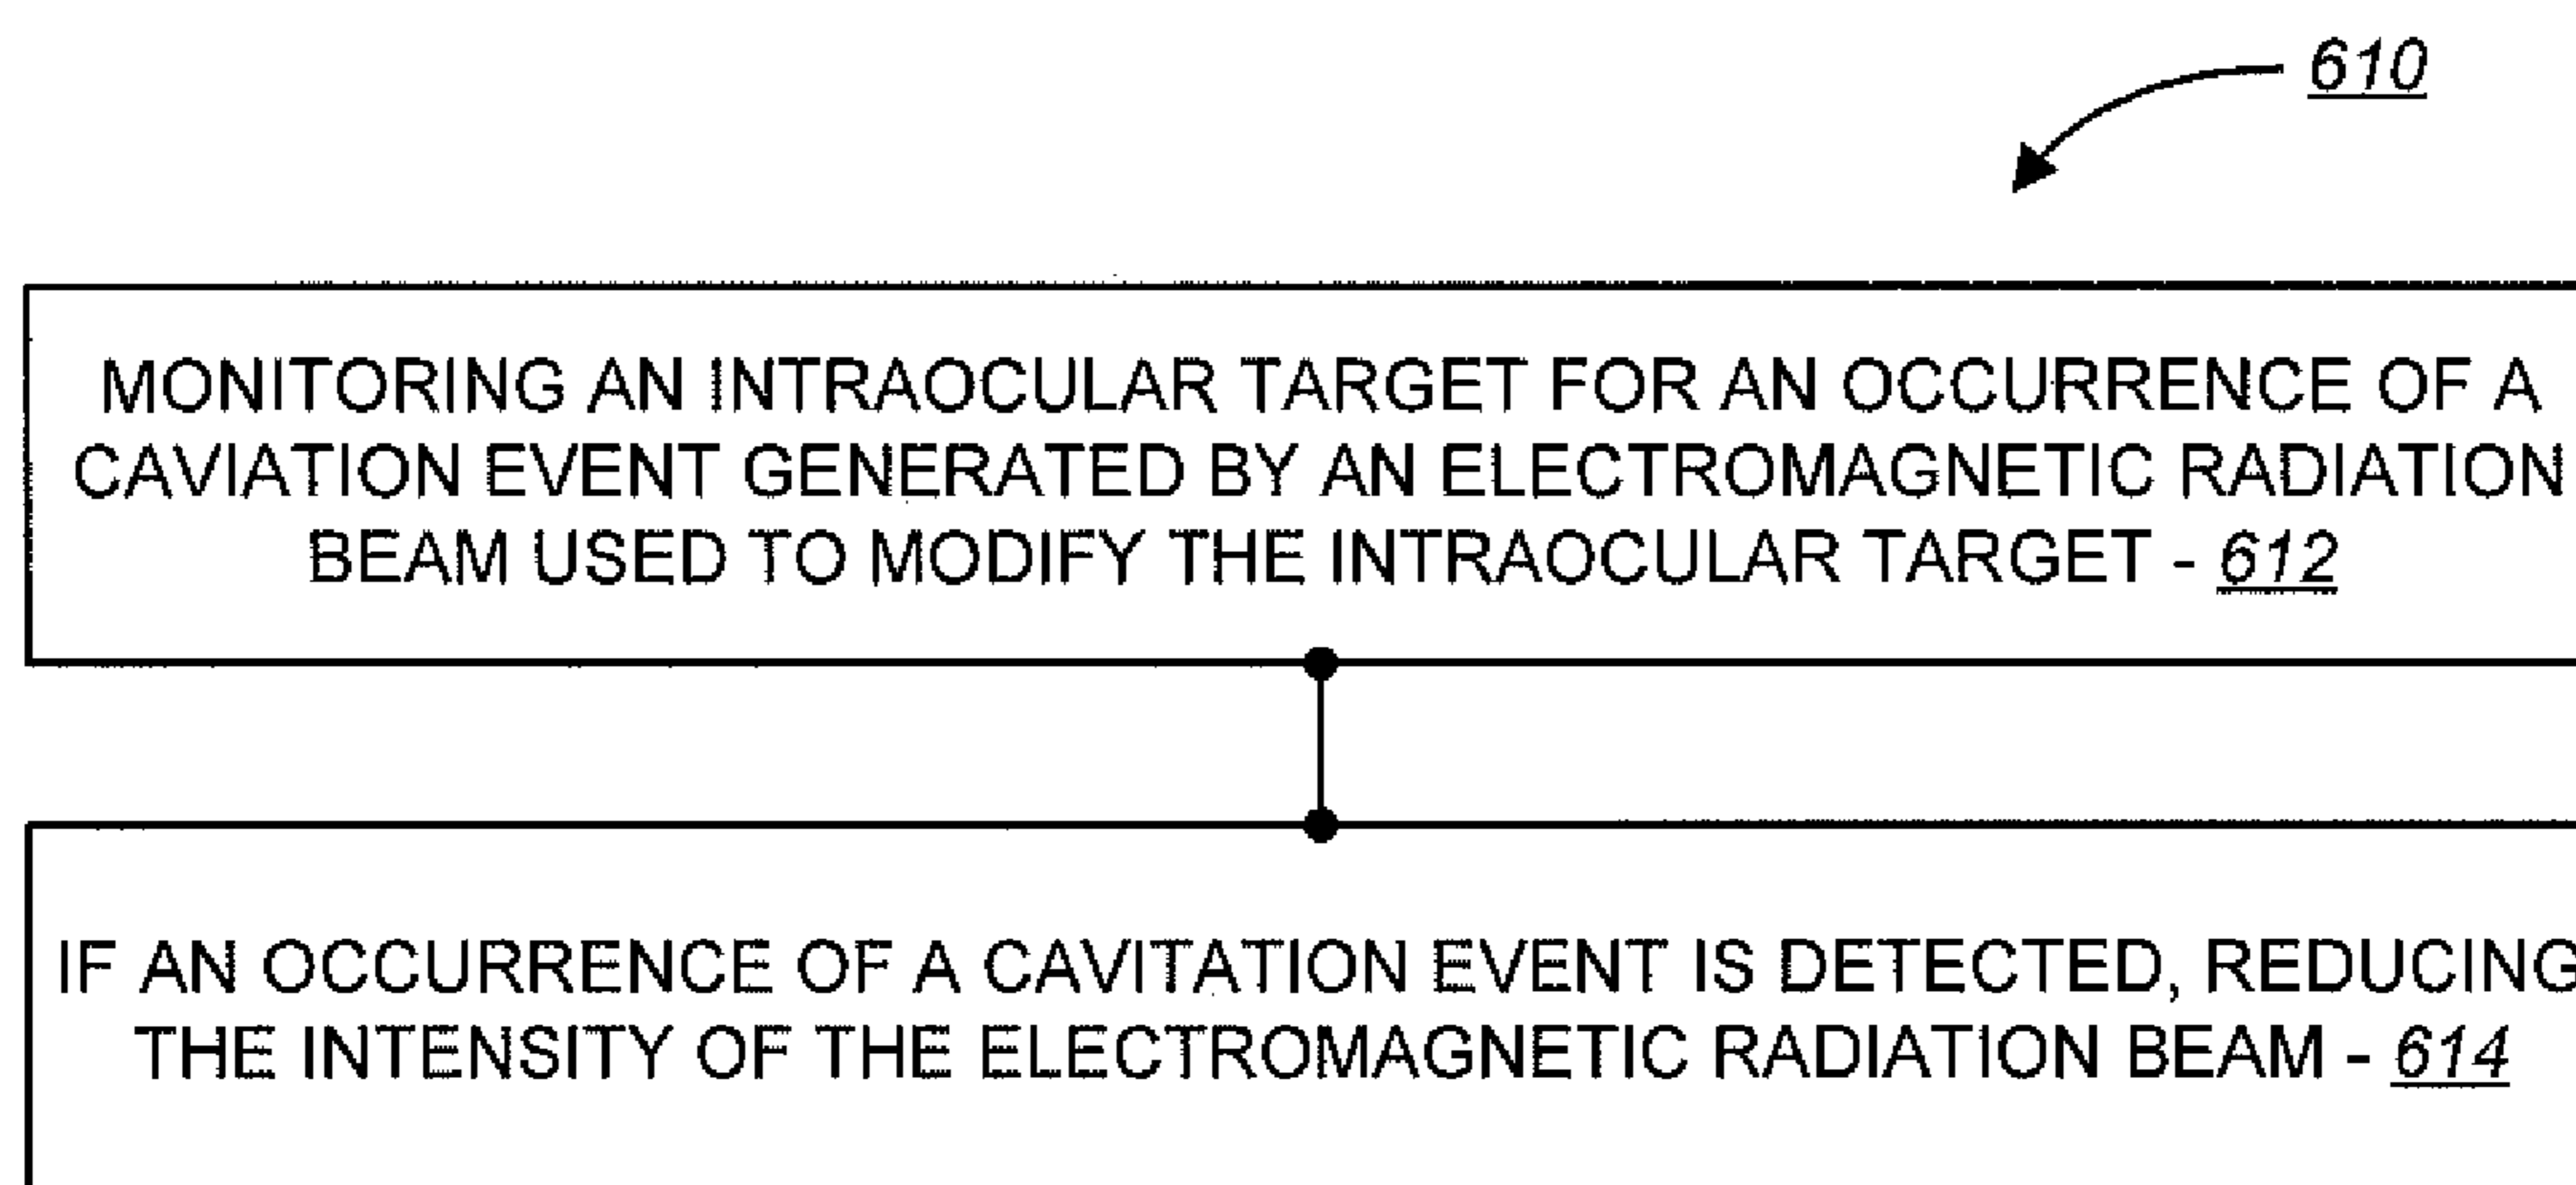 610
MONITORING AN INTRAOCULAR TARGET FOR AN OCCURRENCE OF A
CAVIATION EVENT GENERATED BY AN ELECTROMAGNETIC RADIATION
BEAM USED TO MODIFY THE INTRAOCULAR TARGET - 612
IF AN OCCURRENCE OF A CAVITATION EVENT IS DETECTED, REDUCING
THE INTENSITY OF THE ELECTROMAGNETIC RADIATION BEAM - 614